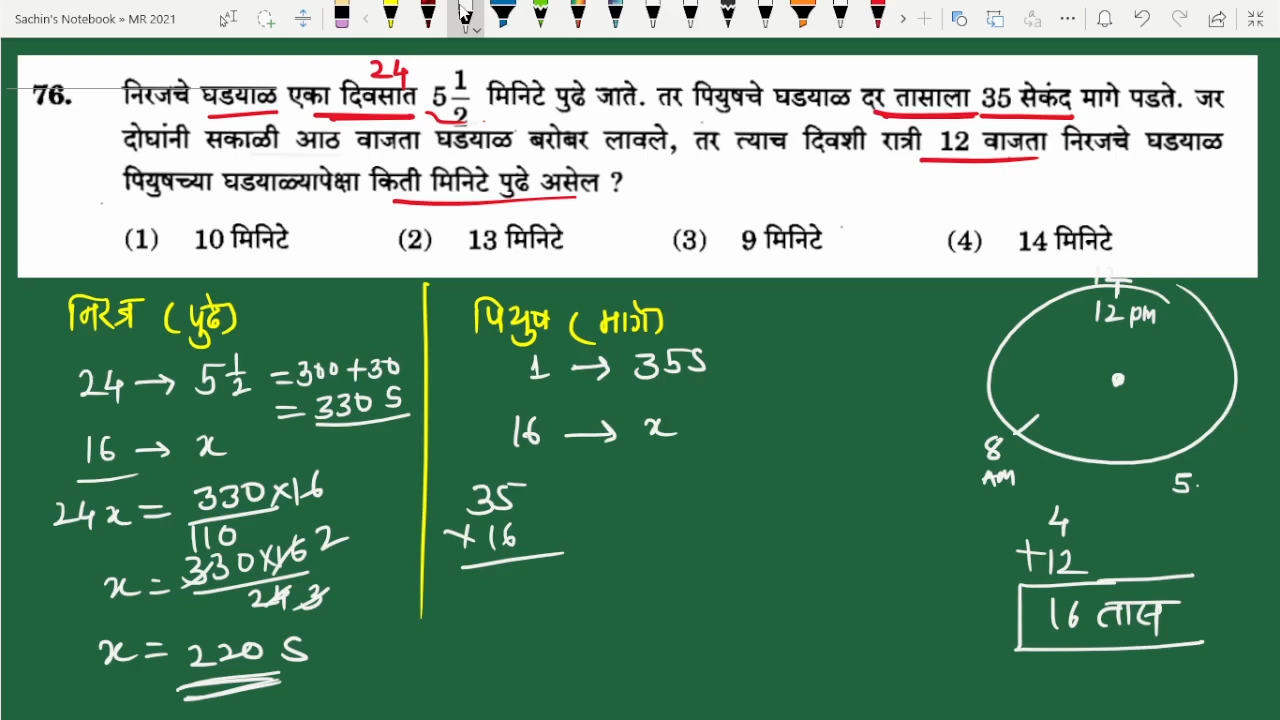 Sachin's Notebook » MR 2021
76. निरजचे घडयाळ एका दिवसात 5 1/2 मिनिटे पुढे जाते. तर पियुषचे घडयाळ दर तासाला 35 सेकंद मागे पडते. जर
24
दोघांनी सकाळी आठ वाजता घडयाळ बरोबर लावले, तर त्याच दिवशी रात्री 12 वाजता निरजचे घडयाळ
पियुषच्या घडयाळ्यापेक्षा किती मिनिटे पुढे असेल ?
(1) 10 मिनिटे (2) 13 मिनिटे (3) 9 मिनिटे (4) 14 मिनिटे
निरज (पुढे)
24 → 5 1/2 = 300 + 30
= 330 S
16 → x
24x = 330 × 16
110
x = 330 × 16 2
24 3
x = 220 S
पियुष (मागे)
1 → 35 S
16 → x
35
× 16
12 pm
8
AM
5.
4
+ 12
16 तास